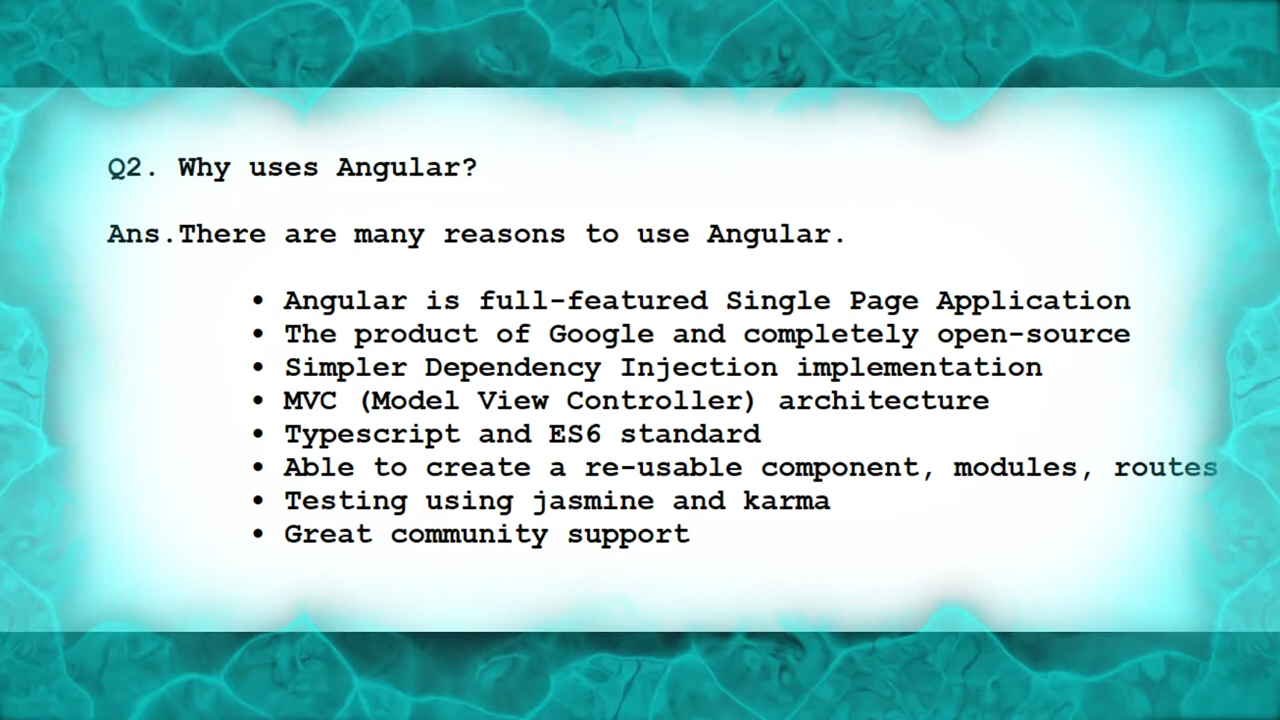 Q2. Why uses Angular?
Ans.There are many reasons to use Angular.
• Angular is full-featured Single Page Application
• The product of Google and completely open-source
• Simpler Dependency Injection implementation
• MVC (Model View Controller) architecture
• Typescript and ES6 standard
• Able to create a re-usable component, modules, routes
• Testing using jasmine and karma
• Great community support